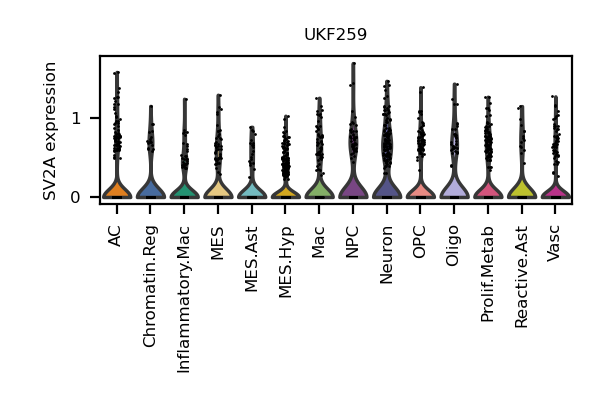 UKF259
SV2A expression
1
0
AC
Chromatin.Reg
Inflammatory.Mac
MES
MES.Ast
MES.Hyp
Mac
NPC
Neuron
OPC
Oligo
Prolif.Metab
Reactive.Ast
Vasc